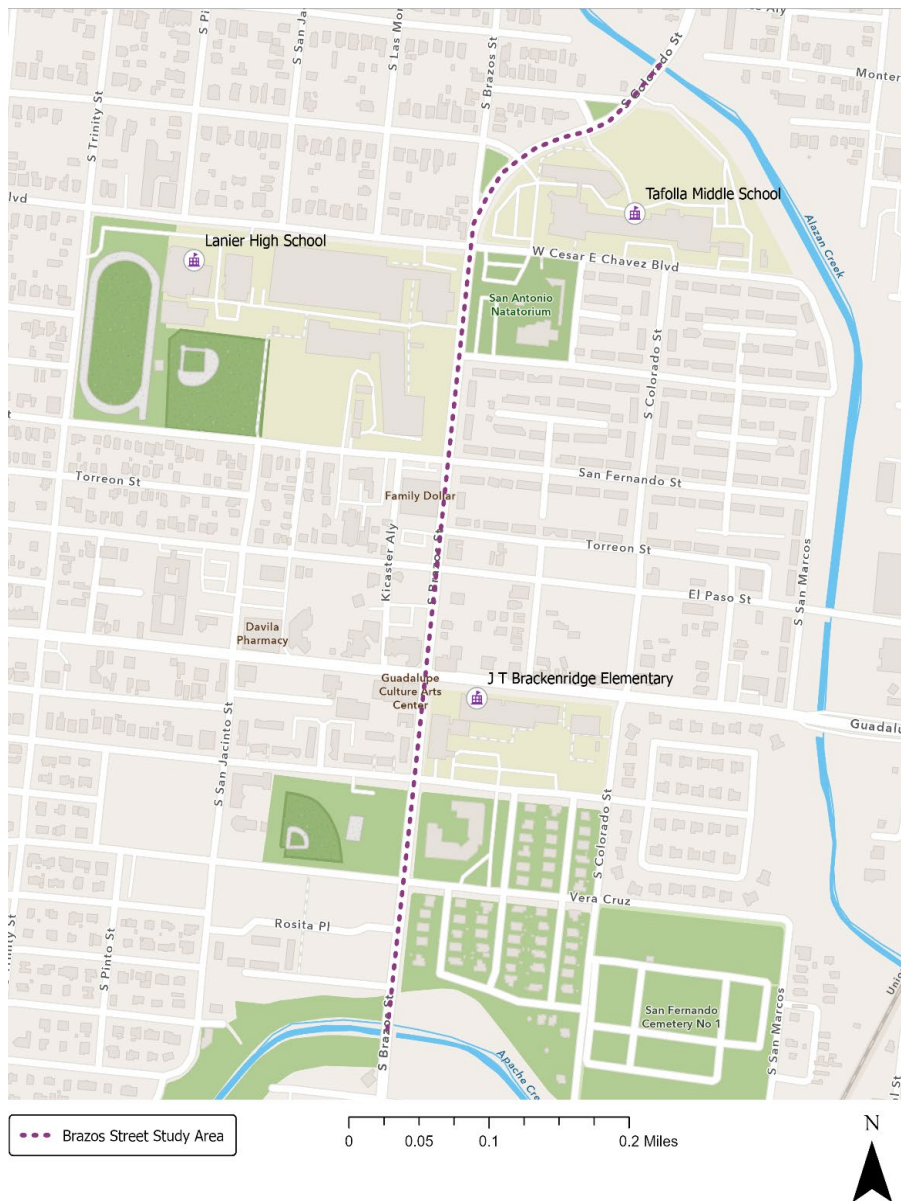 S Colorado St
S Brazos St
S Trinity St
Tafolla Middle School
lvd
Lanier High School
W Cesar E Chavez Blvd
Alazan Creek
San Antonio
Natatorium
S Colorado St
San Fernando St
Torreon St
Family Dollar
Kicaster Aly
S Brazos St
Torreon St
S San Marcos
El Paso St
Davila
Pharmacy
J T Brackenridge Elementary
Guadalupe
Culture Arts
Center
S San Jacinto St
S Colorado St
Vera Cruz
Rosita Pl
S Pinto St
San Fernando
Cemetery No 1
S San Marcos
S Brazos St
Brazos Street Study Area
0 0.05 0.1 0.2 Miles
N